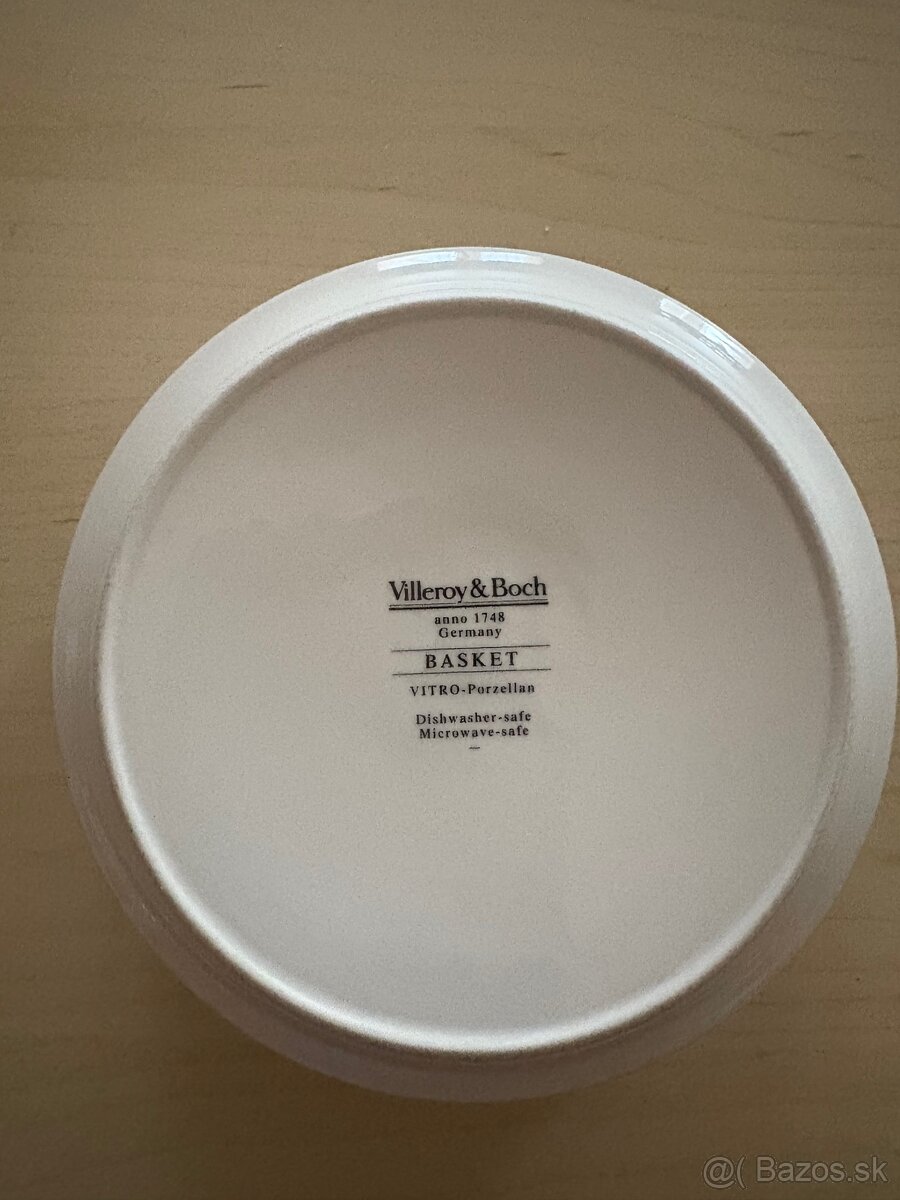 Villeroy & Boch
anno 1748
Germany
BASKET
VITRO-Porzellan
Dishwasher-safe
Microwave-safe
@( Bazos.sk